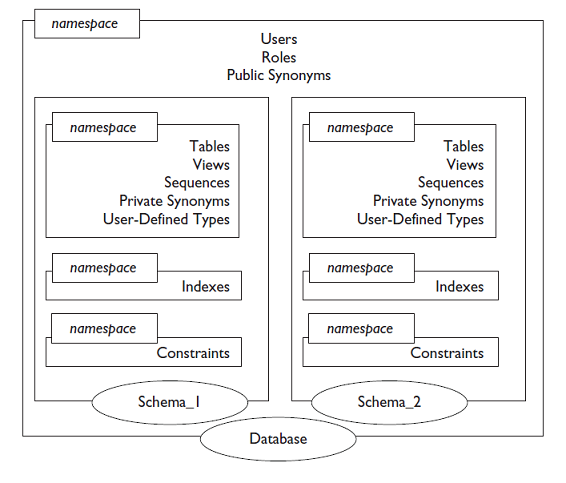 namespace
Users
Roles
Public Synonyms
namespace
Tables
Views
Sequences
Private Synonyms
User-Defined Types
namespace
Indexes
namespace
Constraints
Schema_1
namespace
Tables
Views
Sequences
Private Synonyms
User-Defined Types
namespace
Indexes
namespace
Constraints
Schema_2
Database